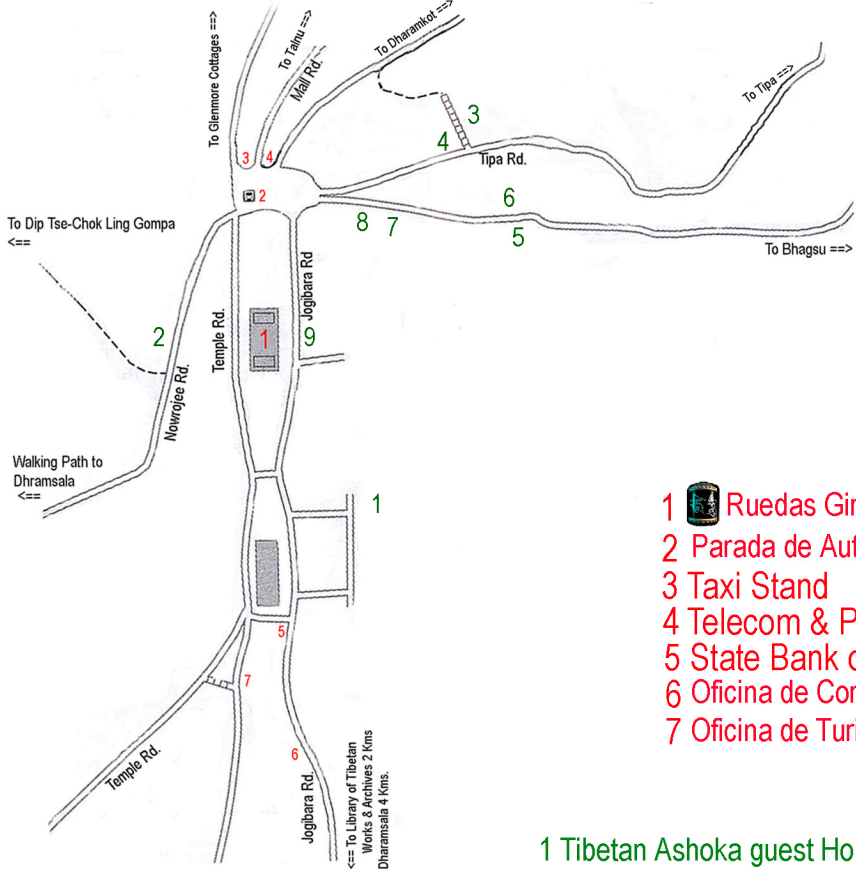 To Glenmore Cottages ==>
To Talnu ==>
Mall Rd.
To Dharamkot ==>
3
To Tipa ==>
3
4
4
Tipa Rd.
2
6
To Dip Tse-Chok Ling Gompa
<==
8
7
5
To Bhagsu ==>
Jogibara Rd
Temple Rd.
1
9
2
Nowrojee Rd.
Walking Path to
Dhramsala
<==
1
5
7
6
Temple Rd.
Jogibara Rd.
<== To Library of Tibetan
Works & Archives 2 Kms
Dharamsala 4 Kms.
1 Ruedas Gir
2 Parada de Aut
3 Taxi Stand
4 Telecom & P
5 State Bank o
6 Oficina de Cor
7 Oficina de Turi
1 Tibetan Ashoka guest Ho